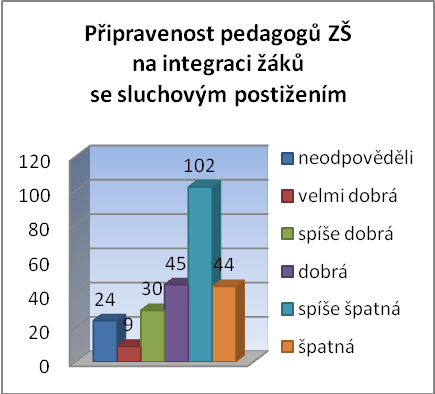 Připravenost pedagogů ZŠ
na integraci žáků
se sluchovým postižením
120
100
80
60
40
20
0
24
9
30
45
102
44
neodpověděli
velmi dobrá
spíše dobrá
dobrá
spíše špatná
špatná